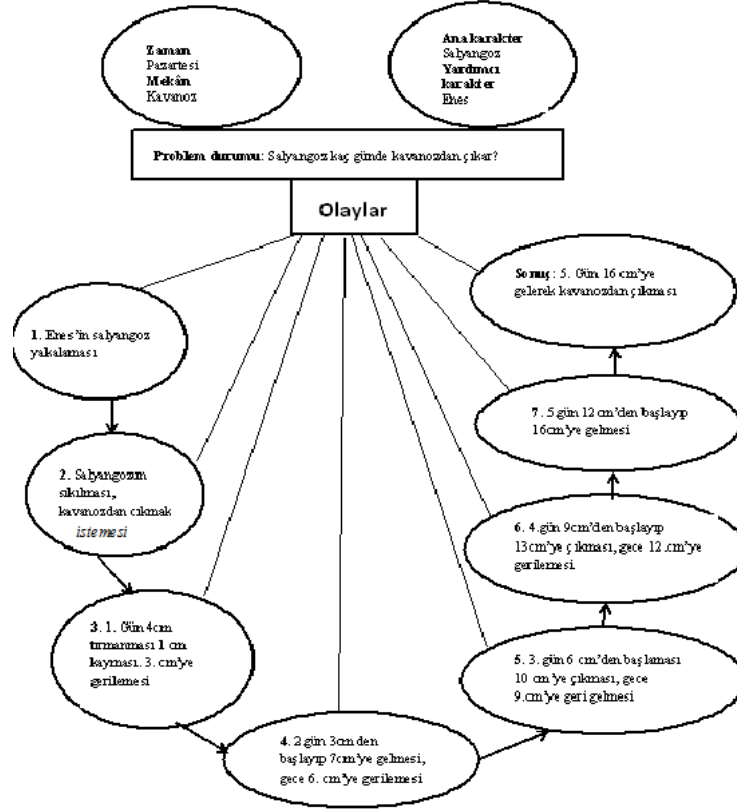 Zaman
Pazartesi
Mekân
Kavanoz
Ana karakter
Salyangoz
Yardımcı
karakter
Enes
Problem durumu: Salyangoz kaç günde kavanozdan çıkar?
Olaylar
1. Enes'in salyangoz
yakalaması
2. Salyangozun
sıkılması,
kavanozdan çıkmak
istemesi
3. 1. Gün 4cm
tırmanması 1 cm
kayması. 3. cm'ye
gerilemesi
4. 2 gün 3cm den
başlayıp 7cm'ye gelmesi,
gece 6. cm'ye gerilemesi
5. 3. gün 6 cm'den başlaması
10 cm'ye çıkması, gece
9.cm'ye geri gelmesi
6. 4.gün 9cm'den başlayıp
13cm'ye çıkması, gece 12.cm'ye
gerilemesi
7. 5 gün 12 cm'den başlayıp
16cm'ye gelmesi
Sonuç: 5. Gün 16 cm'ye
gelerek kavanozdan çıkması